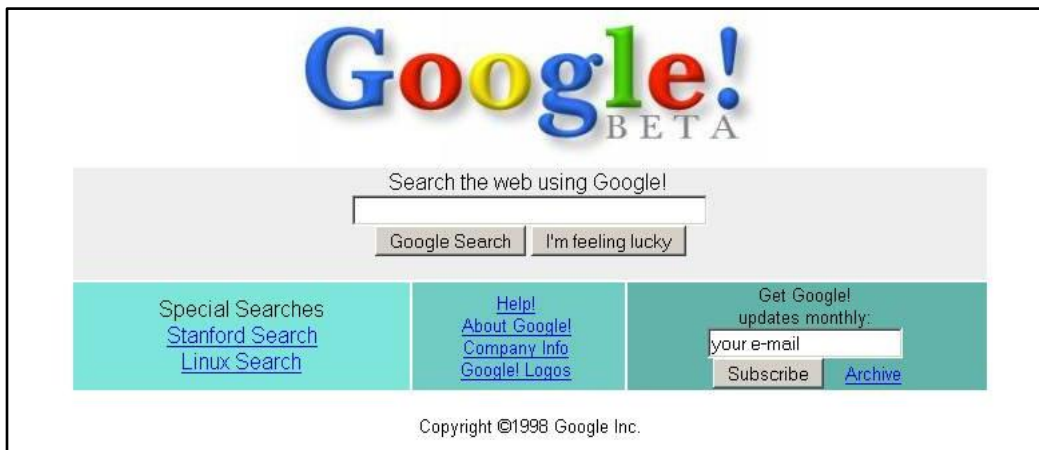 Google!
BETA
Search the web using Google!
Google Search I'm feeling lucky
Special Searches
Stanford Search
Linux Search
Help!
About Google!
Company Info
Google! Logos
Get Google!
updates monthly:
your e-mail
Subscribe Archive
Copyright ©1998 Google Inc.